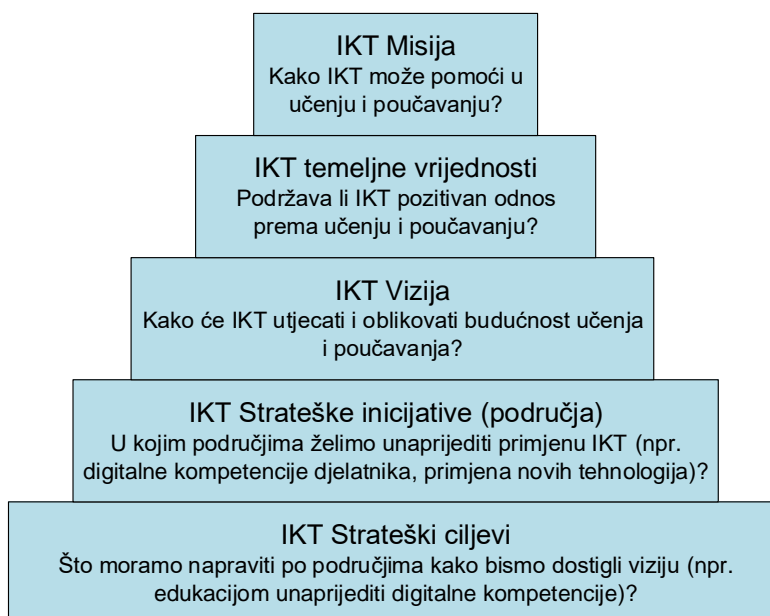 IKT Misija
Kako IKT može pomoći u
učenju i poučavanju?
IKT temeljne vrijednosti
Podržava li IKT pozitivan odnos
prema učenju i poučavanju?
IKT Vizija
Kako će IKT utjecati i oblikovati budućnost učenja
i poučavanja?
IKT Strateške inicijative (područja)
U kojim područjima želimo unaprijediti primjenu IKT (npr.
digitalne kompetencije djelatnika, primjena novih tehnologija)?
IKT Strateški ciljevi
Što moramo napraviti po područjima kako bismo dostigli viziju (npr.
edukacijom unaprijediti digitalne kompetencije)?